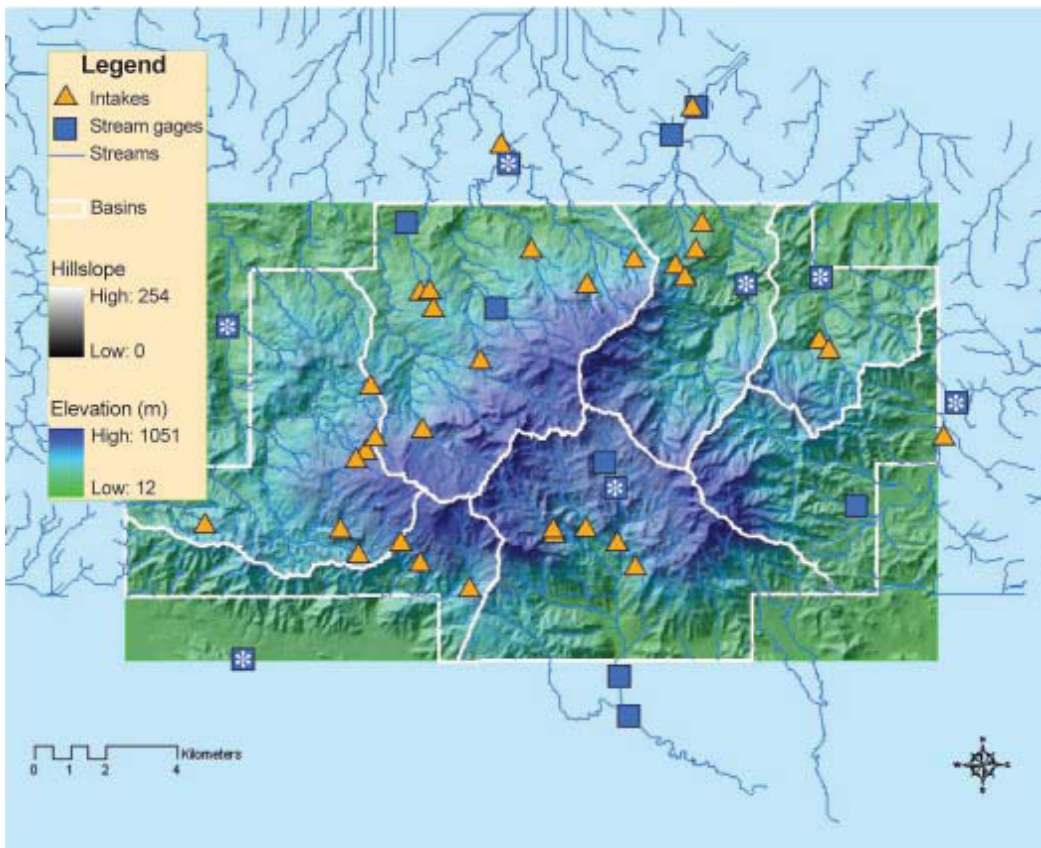 Legend
Intakes
Stream gages
Streams
Basins
Hillslope
High: 254
Low: 0
Elevation (m)
High: 1051
Low: 12
Kilometers
0 1 2 4
N
W E
S